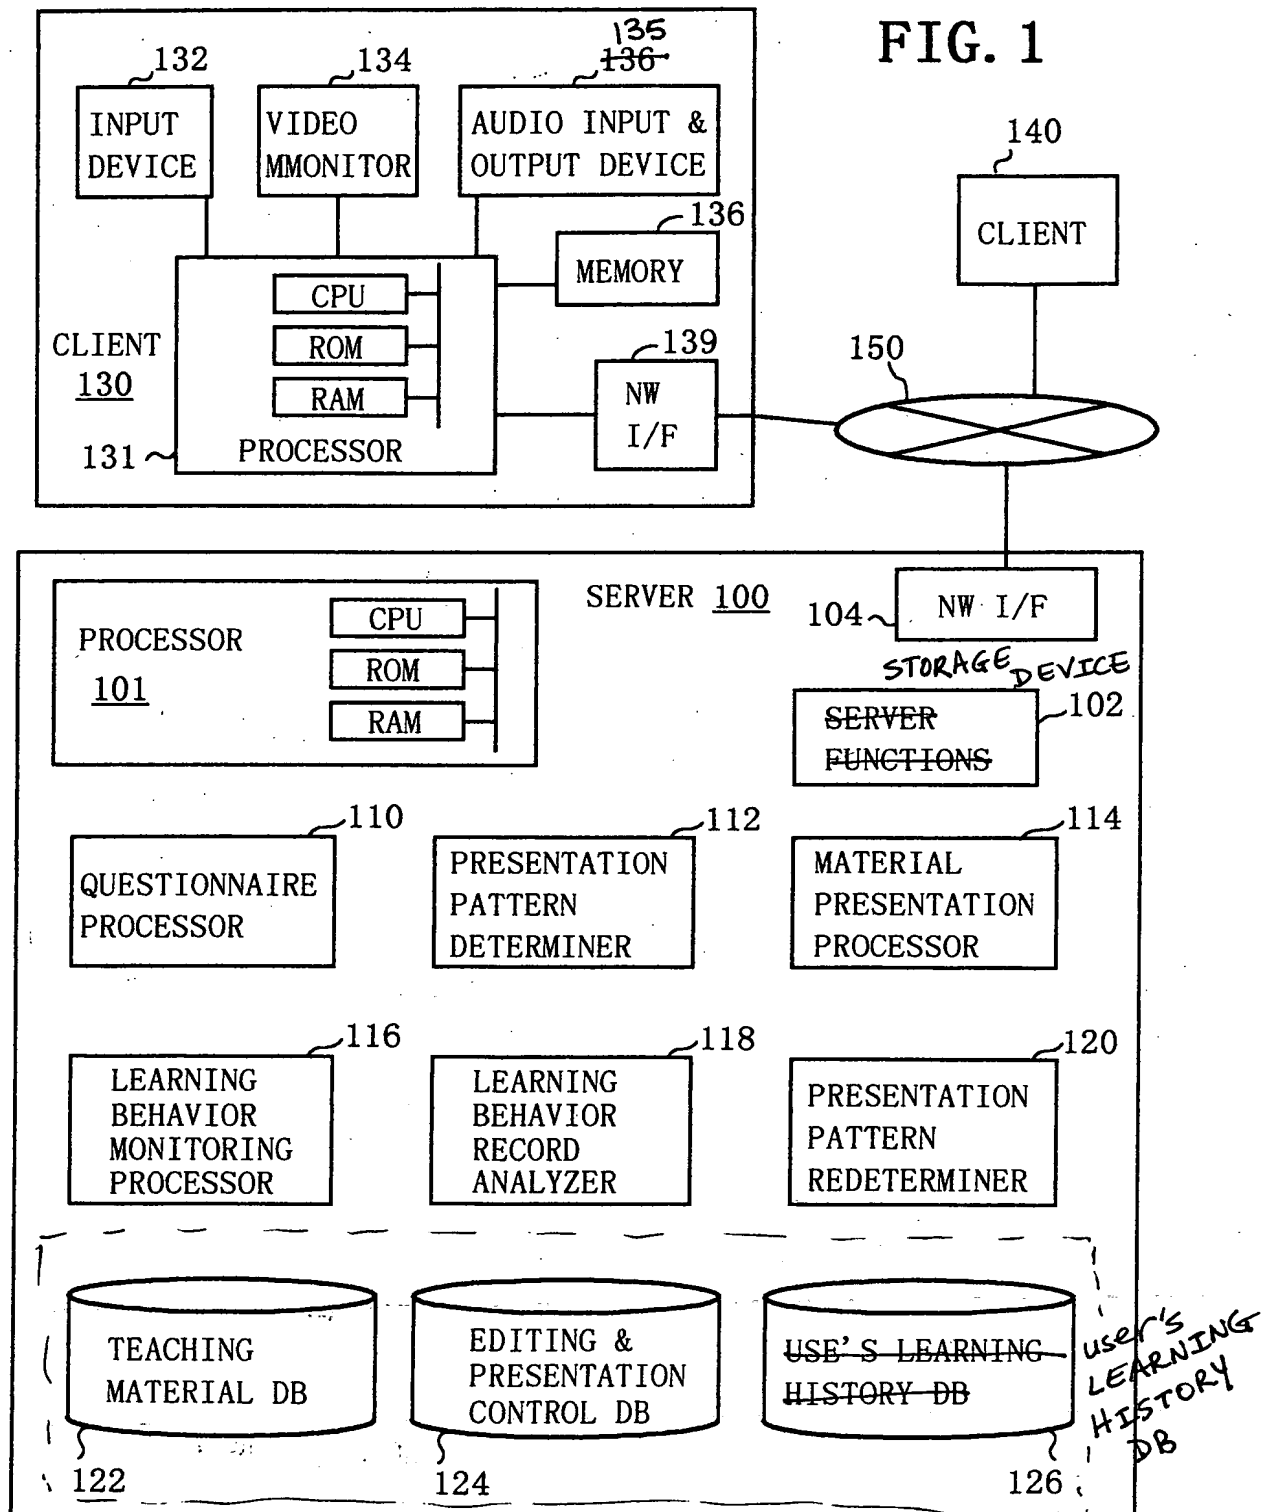 FIG. 1
135
136
132
134
INPUT
DEVICE
VIDEO
MMONITOR
AUDIO INPUT &
OUTPUT DEVICE
140
CLIENT
136
MEMORY
CPU
ROM
RAM
CLIENT
130
139
NW
I/F
150
131
PROCESSOR
SERVER 100
104
NW I/F
PROCESSOR
101
CPU
ROM
RAM
STORAGE DEVICE
102
SERVER
FUNCTIONS
110
QUESTIONNAIRE
PROCESSOR
112
PRESENTATION
PATTERN
DETERMINER
114
MATERIAL
PRESENTATION
PROCESSOR
116
LEARNING
BEHAVIOR
MONITORING
PROCESSOR
118
LEARNING
BEHAVIOR
RECORD
ANALYZER
120
PRESENTATION
PATTERN
REDETERMINER
TEACHING
MATERIAL DB
122
EDITING &
PRESENTATION
CONTROL DB
124
USE'S LEARNING
HISTORY DB
126
user's
LEARNING
HISTORY
DB